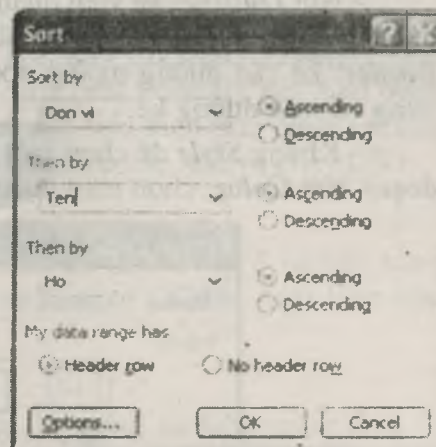 Sort
Sort by
Don vi
Ascending
Descending
Then by
Ten
Ascending
Descending
Then by
Ho
Ascending
Descending
My data range has
Header row
No header row
Options...
OK
Cancel